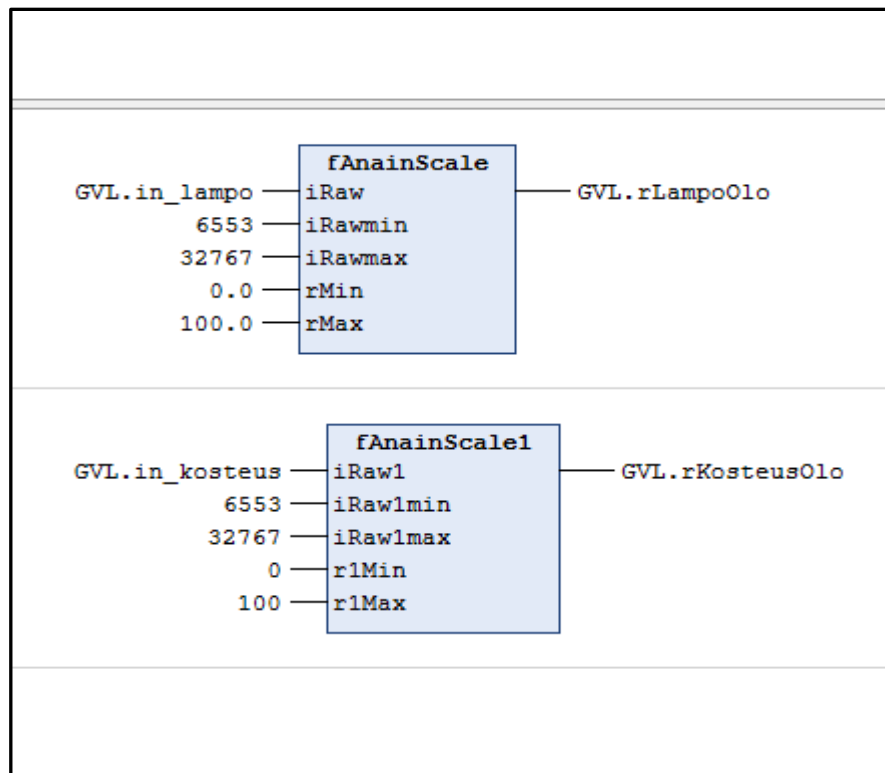 fAnainScale
GVL.in_lampo iRaw GVL.rLampoOlo
6553 iRawmin
32767 iRawmax
0.0 rMin
100.0 rMax
fAnainScale1
GVL.in_kosteus iRaw1 GVL.rKosteusOlo
6553 iRaw1min
32767 iRaw1max
0 r1Min
100 r1Max